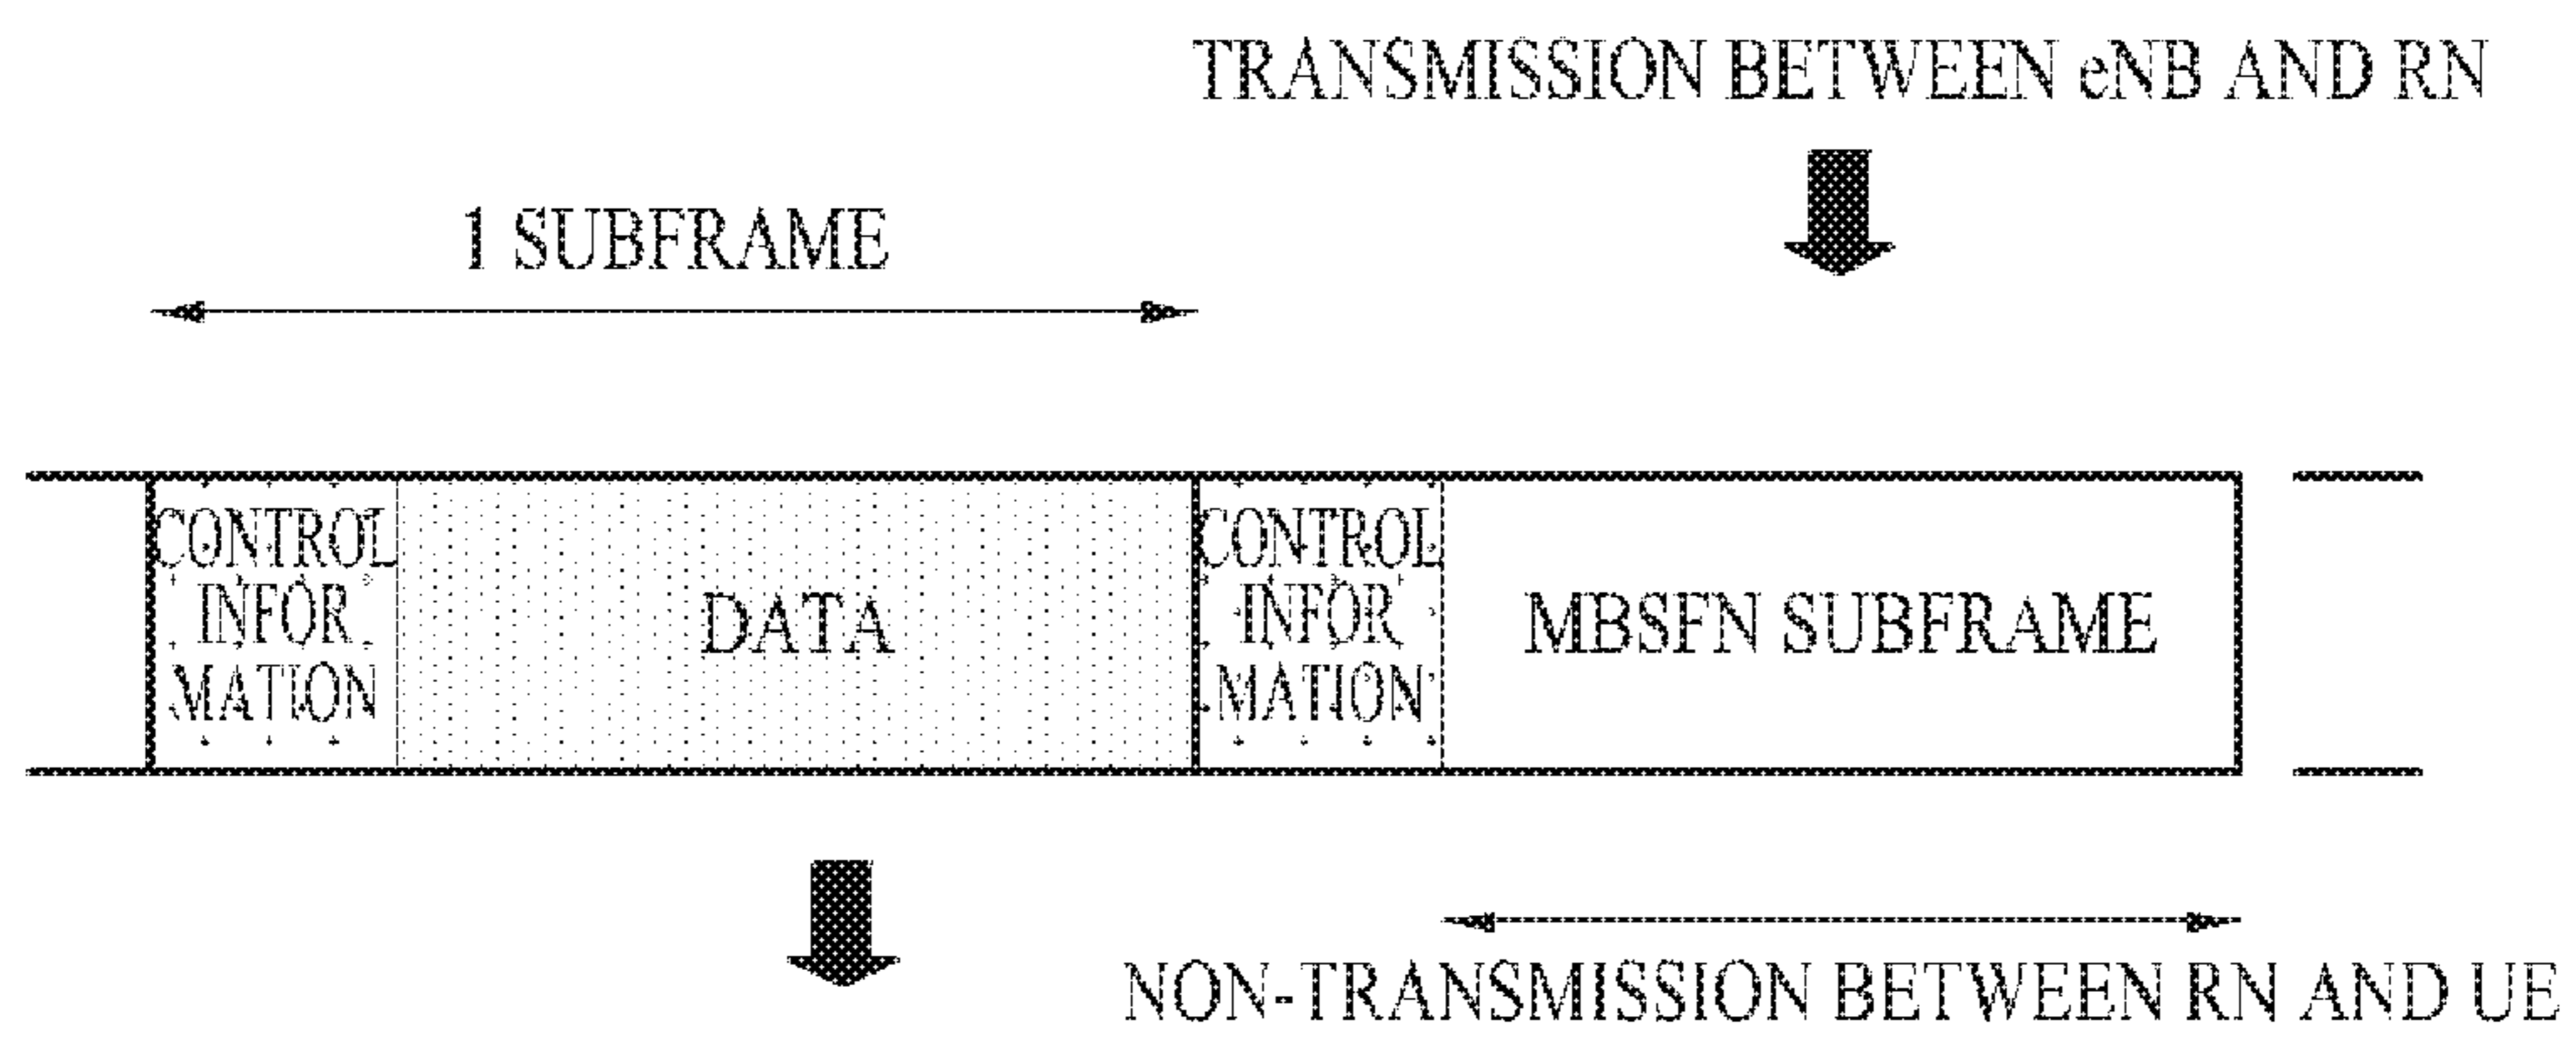 TRANSMISSION BETWEEN eNB AND RN
1 SUBFRAME
CONTROL
INFOR
MATION
DATA
CONTROL
INFOR
MATION
MBSFN SUBFRAME
NON-TRANSMISSION BETWEEN RN AND UE